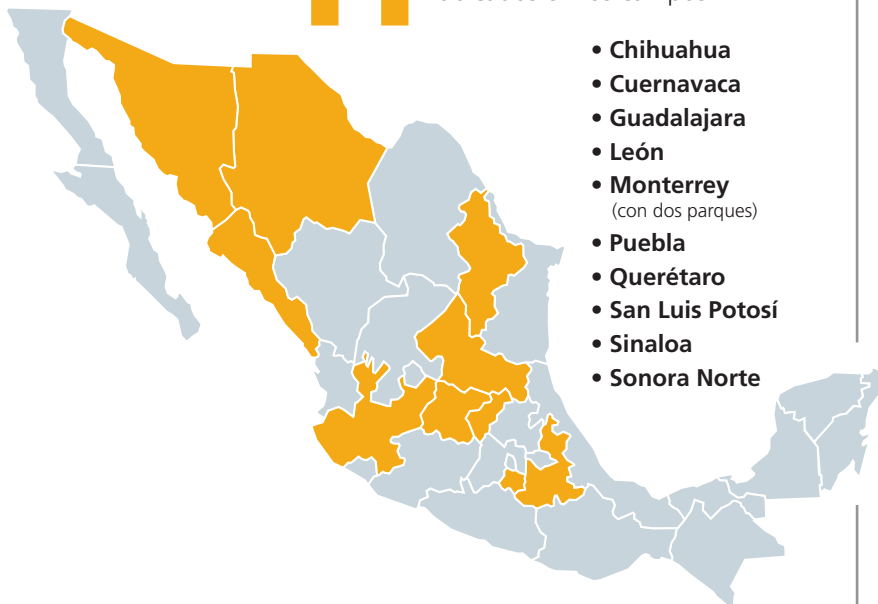 • Chihuahua
• Cuernavaca
• Guadalajara
• León
• Monterrey
(con dos parques)
• Puebla
• Querétaro
• San Luis Potosí
• Sinaloa
• Sonora Norte